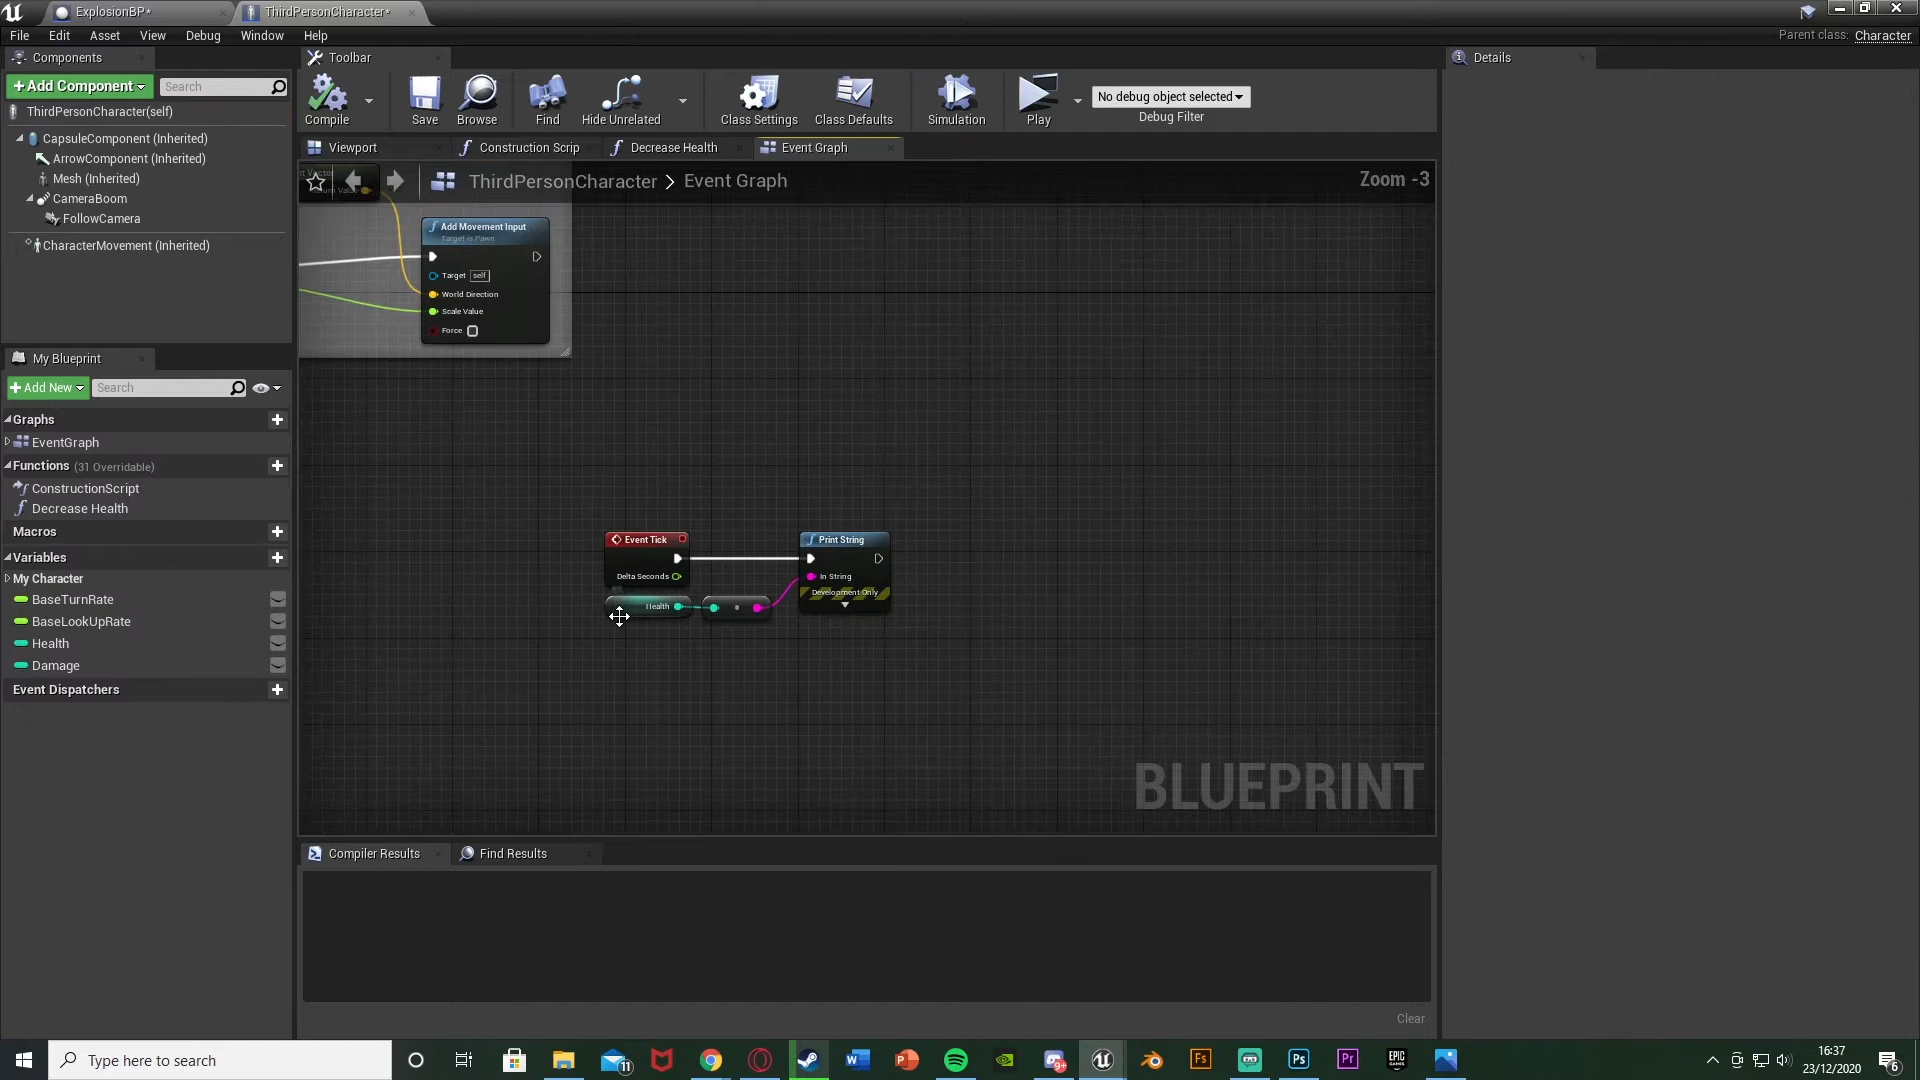 ExplosionBP*
ThirdPersonCharacter*
File Edit Asset View Debug Window Help
Parent class: Character
Components
Toolbar
Details
+Add Component
Search
Compile
Save
Browse
Find
Hide Unrelated
Class Settings
Class Defaults
Simulation
Play
No debug object selected
Debug Filter
ThirdPersonCharacter(self)
CapsuleComponent (Inherited)
ArrowComponent (Inherited)
Mesh (Inherited)
CameraBoom
FollowCamera
CharacterMovement (Inherited)
Viewport
Construction Scrip
Decrease Health
Event Graph
ThirdPersonCharacter > Event Graph
Zoom -3
Add Movement Input
Target is Pawn
Target self
World Direction
Scale Value
Force
My Blueprint
+Add New
Search
Graphs
EventGraph
Functions (31 Overridable)
ConstructionScript
Decrease Health
Macros
Variables
My Character
BaseTurnRate
BaseLookUpRate
Health
Damage
Event Dispatchers
Event Tick
Delta Seconds
Health
Print String
In String
Development Only
BLUEPRINT
Compiler Results
Find Results
Clear
Type here to search
11
9+
16:37
23/12/2020
6